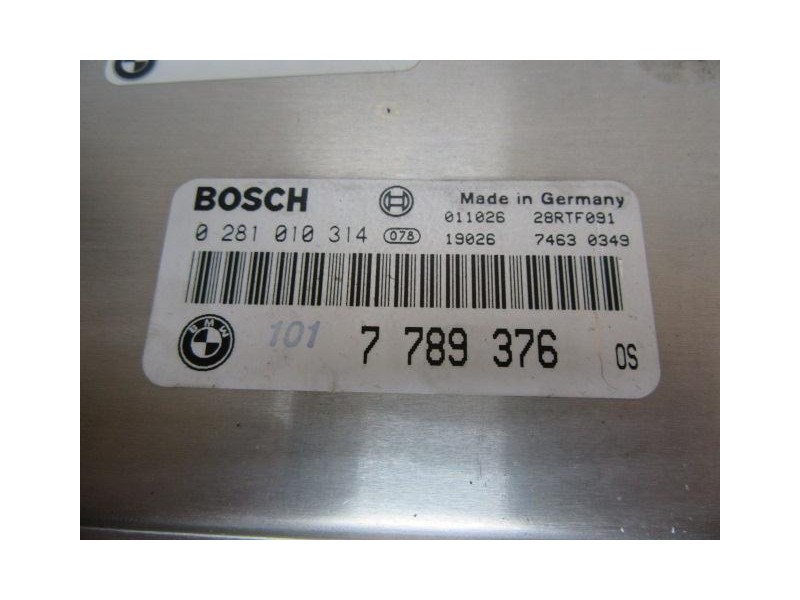 BOSCH Made in Germany
011026 28RTF091
0 281 010 314 078 19026 7463 0349
BMW 101 7 789 376 OS